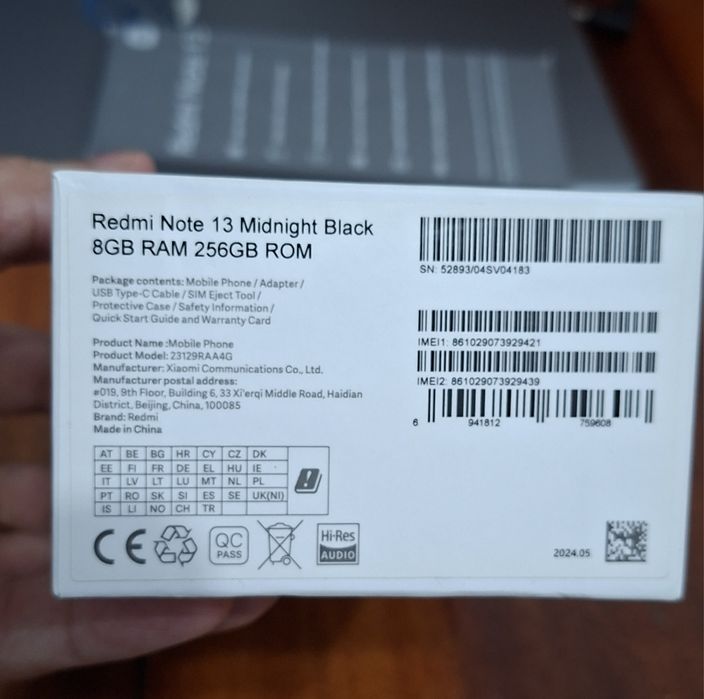 Redmi Note 13
Redmi Note 13 Midnight Black
8GB RAM 256GB ROM
Package contents: Mobile Phone / Adapter /
USB Type-C Cable / SIM Eject Tool /
Protective Case / Safety Information /
Quick Start Guide and Warranty Card
Product Name :Mobile Phone
Product Model: 23129RAA4G
Manufacturer: Xiaomi Communications Co., Ltd.
Manufacturer postal address:
#019, 9th Floor, Building 6, 33 Xi'erqi Middle Road, Haidian
District, Beijing, China, 100085
Brand: Redmi
Made in China
SN: 52893/04SV04183
IMEI1: 861029073929421
IMEI2: 861029073929439
6 941812 759608
AT BE BG HR CY CZ DK
EE FI FR DE EL HU IE
IT LV LT LU MT NL PL
PT RO SK SI ES SE UK(NI)
IS LI NO CH TR
CE
QC
PASS
Hi-Res
AUDIO
2024.05